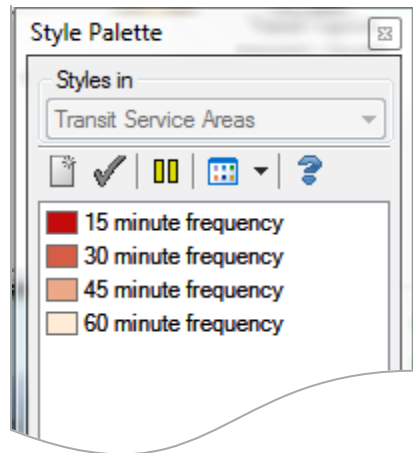 Style Palette
Styles in
Transit Service Areas
15 minute frequency
30 minute frequency
45 minute frequency
60 minute frequency